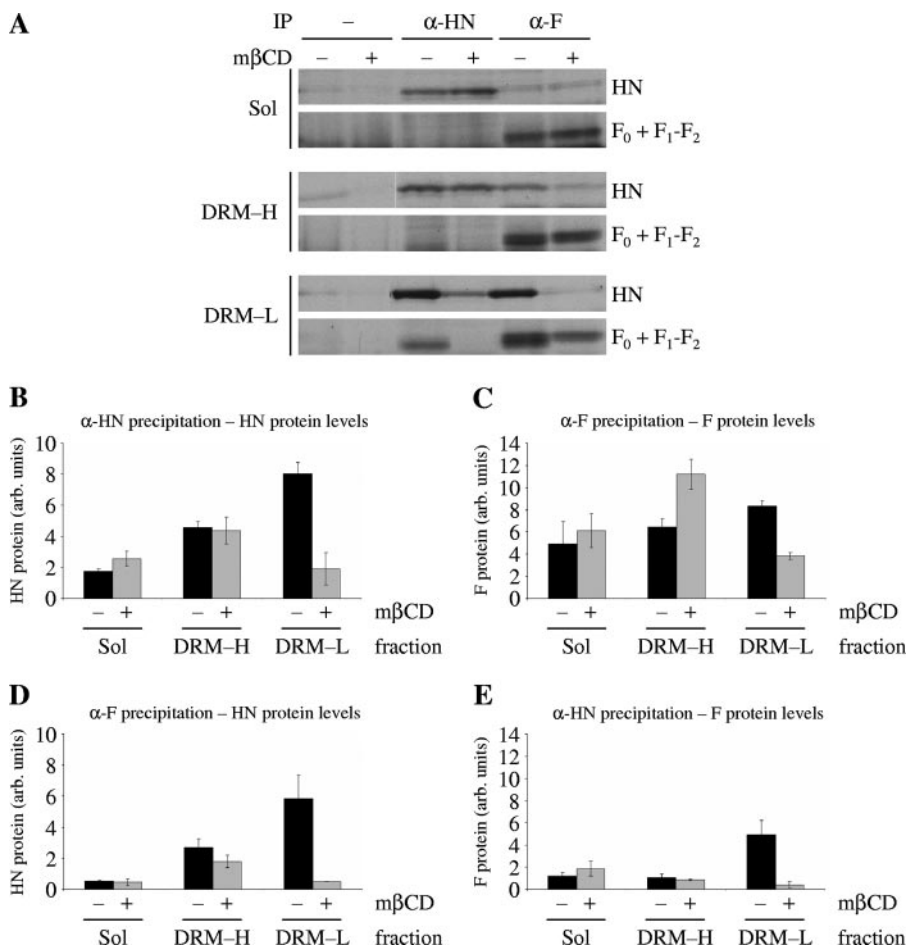 A
IP – α-HN α-F
mβCD – + – + – +
Sol
HN
F0 + F1-F2
DRM–H
HN
F0 + F1-F2
DRM–L
HN
F0 + F1-F2
B
α-HN precipitation – HN protein levels
HN protein (arb. units)
10
8
6
4
2
0
– + – + – + mβCD
Sol DRM–H DRM–L fraction
C
α-F precipitation – F protein levels
F protein (arb. units)
14
12
10
8
6
4
2
0
– + – + – + mβCD
Sol DRM–H DRM–L fraction
D
α-F precipitation – HN protein levels
HN protein (arb. units)
10
8
6
4
2
0
– + – + – + mβCD
Sol DRM–H DRM–L fraction
E
α-HN precipitation – F protein levels
F protein (arb. units)
14
12
10
8
6
4
2
0
– + – + – + mβCD
Sol DRM–H DRM–L fraction